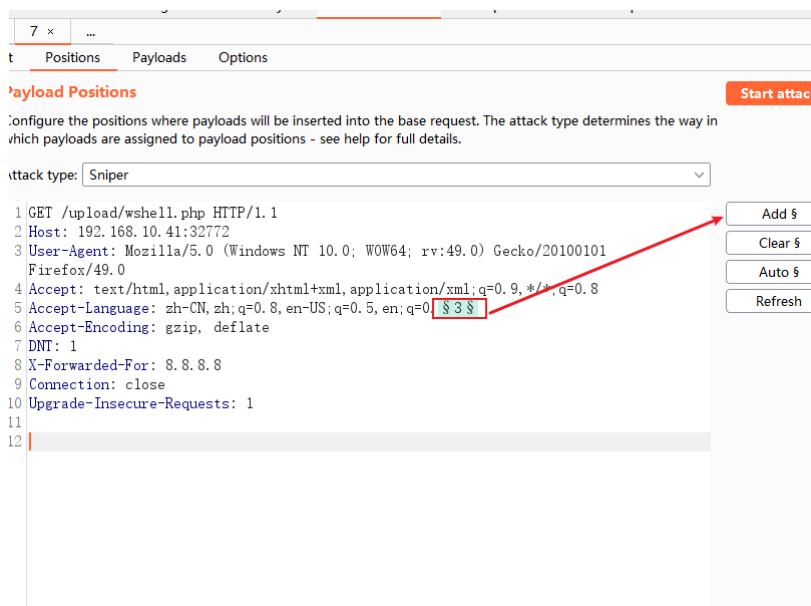 7 ×
...
t Positions Payloads Options
Payload Positions
Start attac
Configure the positions where payloads will be inserted into the base request. The attack type determines the way in
which payloads are assigned to payload positions - see help for full details.
Attack type: Sniper
1 GET /upload/wshell.php HTTP/1.1
2 Host: 192.168.10.41:32772
3 User-Agent: Mozilla/5.0 (Windows NT 10.0; WOW64; rv:49.0) Gecko/20100101
Firefox/49.0
4 Accept: text/html,application/xhtml+xml,application/xml;q=0.9,*/*;q=0.8
5 Accept-Language: zh-CN,zh;q=0.8,en-US;q=0.5,en;q=0.§3§
6 Accept-Encoding: gzip, deflate
7 DNT: 1
8 X-Forwarded-For: 8.8.8.8
9 Connection: close
10 Upgrade-Insecure-Requests: 1
11
12
Add §
Clear §
Auto §
Refresh